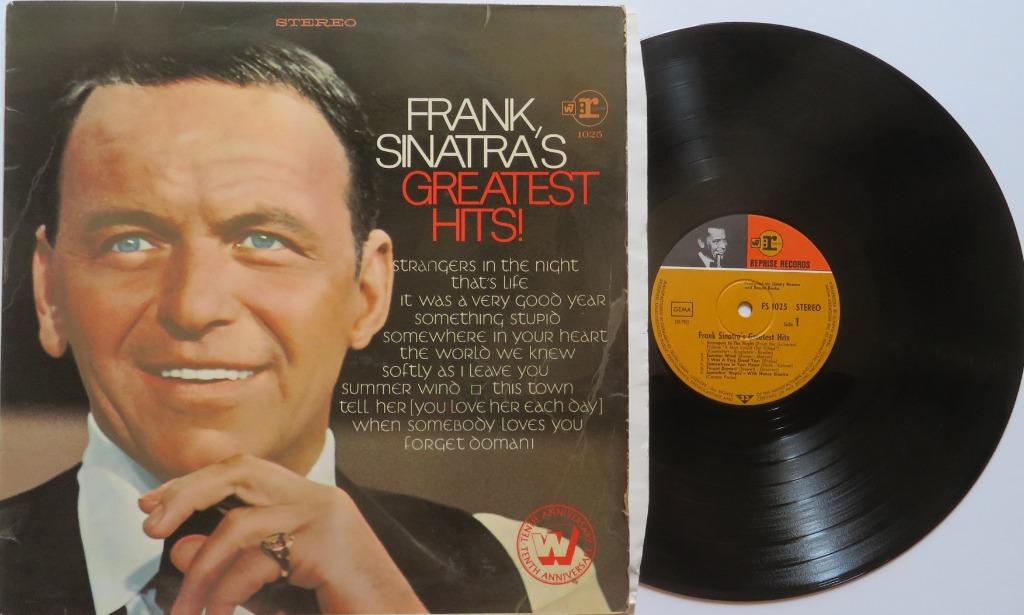 STEREO
FRANK
SINATRA'S
GREATEST
HITS!
W r
1025
strangers in the night
that's life
it was a very good year
something stupid
somewhere in your heart
the world we knew
softly as i leave you
summer wind □ this town
tell her [you love her each day]
when somebody loves you
forget domani
TENTH ANNIVERSARY
W
TENTH ANNIVERSARY
W r
REPRISE RECORDS
GEMA
FS 1025 STEREO
Side 1
Frank Sinatra's Greatest Hits